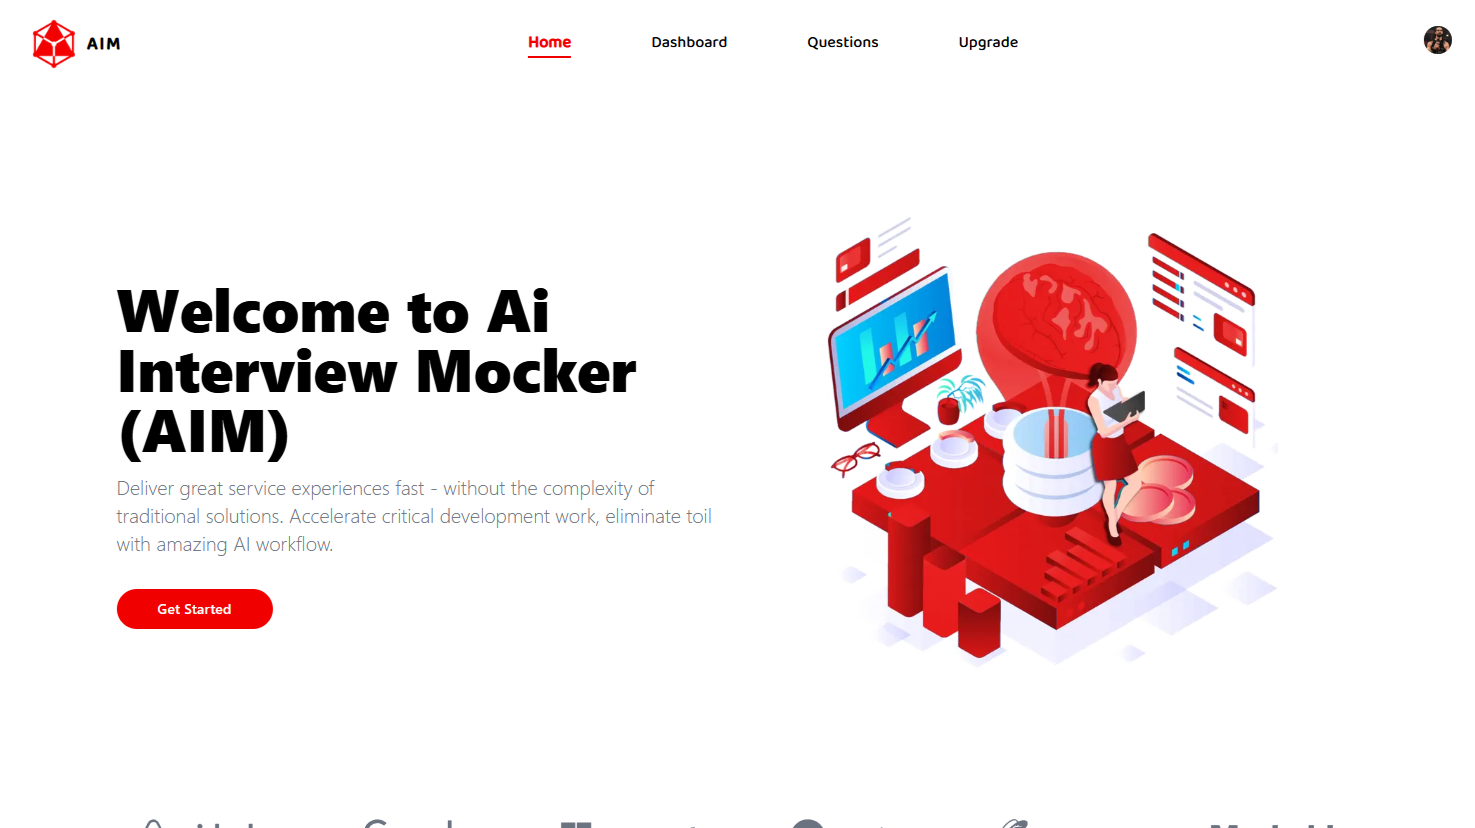 AIM
Home
Dashboard
Questions
Upgrade
Welcome to Ai
Interview Mocker
(AIM)
Deliver great service experiences fast - without the complexity of
traditional solutions. Accelerate critical development work, eliminate toil
with amazing AI workflow.
Get Started